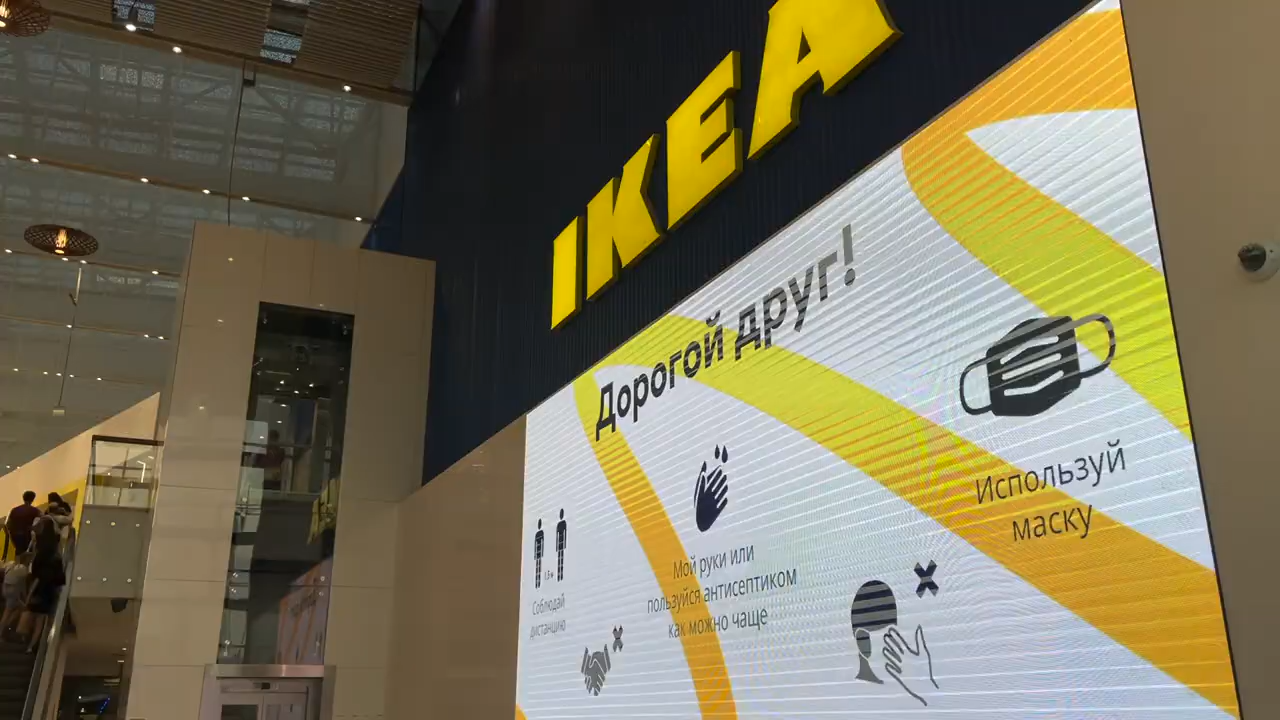 IKEA
Дорогой друг!
Используй
маску
Мой руки или
пользуйся антисептиком
как можно чаще
Соблюдай
дистанцию